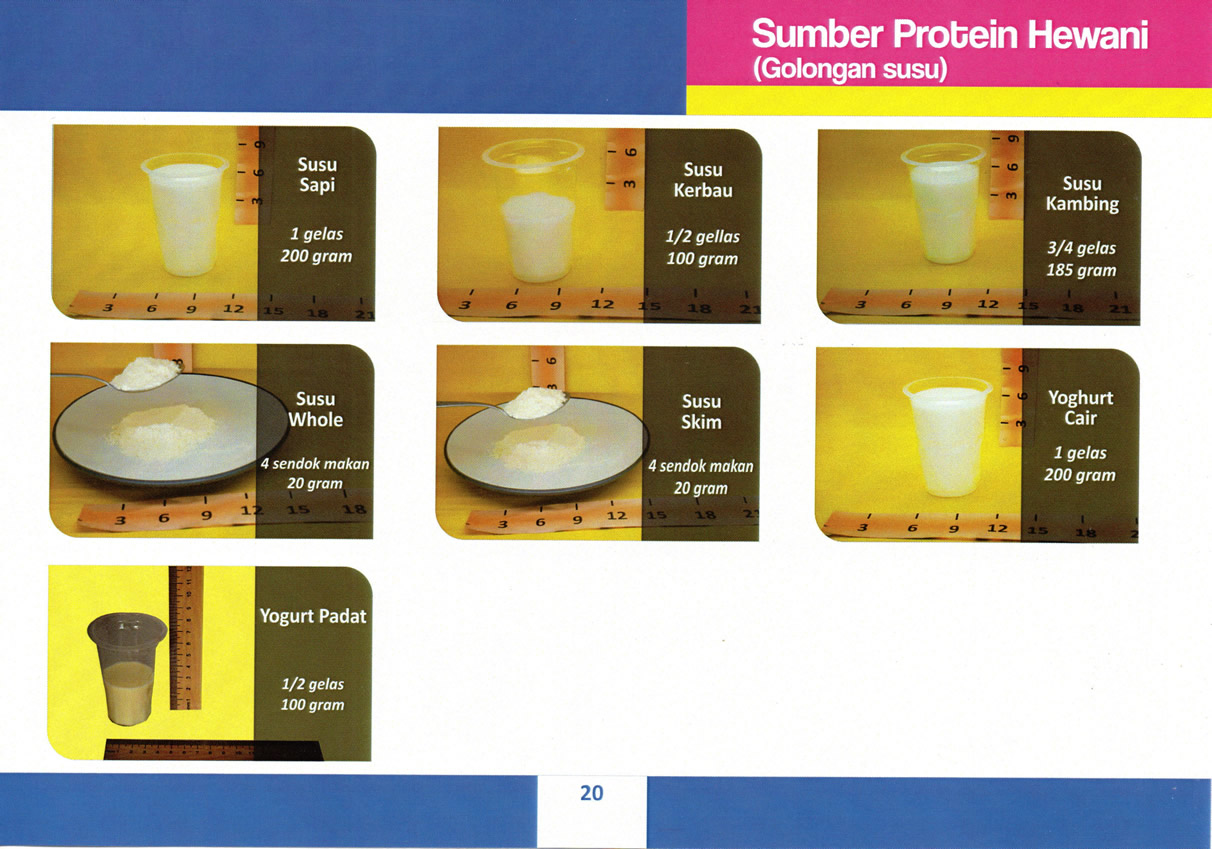 Sumber Protein Hewani
(Golongan susu)
Susu
Sapi
1 gelas
200 gram
3 6 9
3 6 9 12 15 18 21
Susu
Kerbau
1/2 gellas
100 gram
3 6
3 6 9 12 15 18 21
Susu
Kambing
3/4 gelas
185 gram
3 6 9
3 6 9 12 15 18 21
Susu
Whole
4 sendok makan
20 gram
3 6 9 12 15 18
Susu
Skim
4 sendok makan
20 gram
3 6
3 6 9 12 15 18
Yoghurt
Cair
1 gelas
200 gram
3 6 9
3 6 9 12 15 18
Yogurt Padat
1/2 gelas
100 gram
20